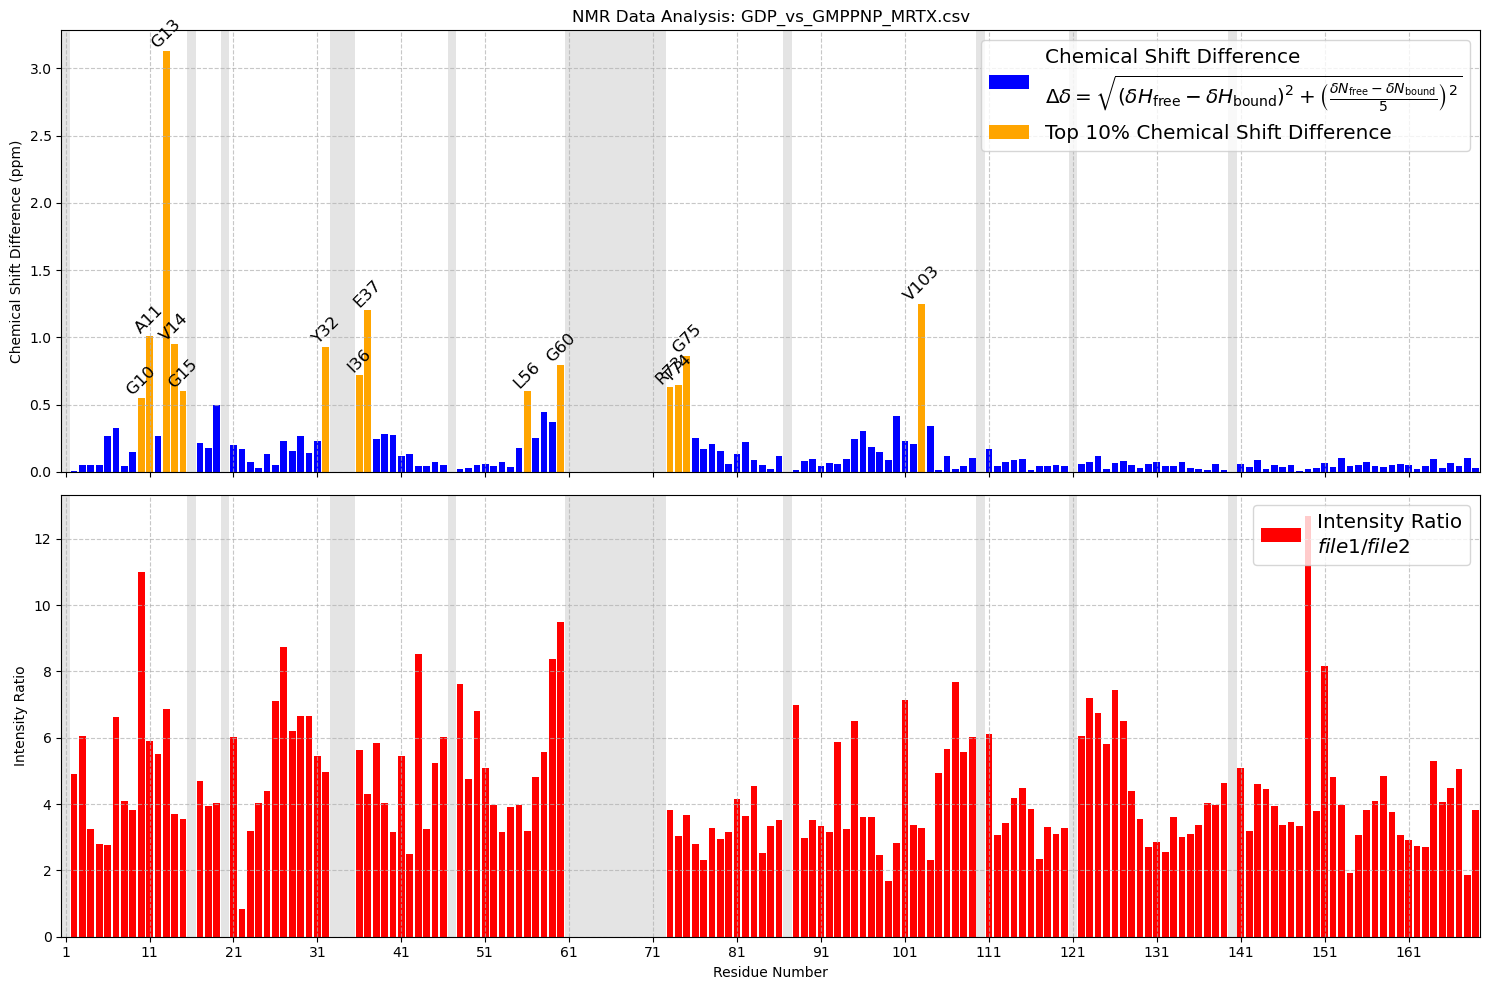 NMR Data Analysis: GDP_vs_GMPPNP_MRTX.csv
Chemical Shift Difference (ppm)
3.0
2.5
2.0
1.5
1.0
0.5
0.0
G10
A11
G13
V14
G15
Y32
I36
E37
L56
G60
R73
T74
G75
V103
Chemical Shift Difference
Δδ = √(δH_free − δH_bound)² + (δN_free − δN_bound / 5)²
Top 10% Chemical Shift Difference
Intensity Ratio
12
10
8
6
4
2
0
Intensity Ratio
file1/file2
1 11 21 31 41 51 61 71 81 91 101 111 121 131 141 151 161
Residue Number